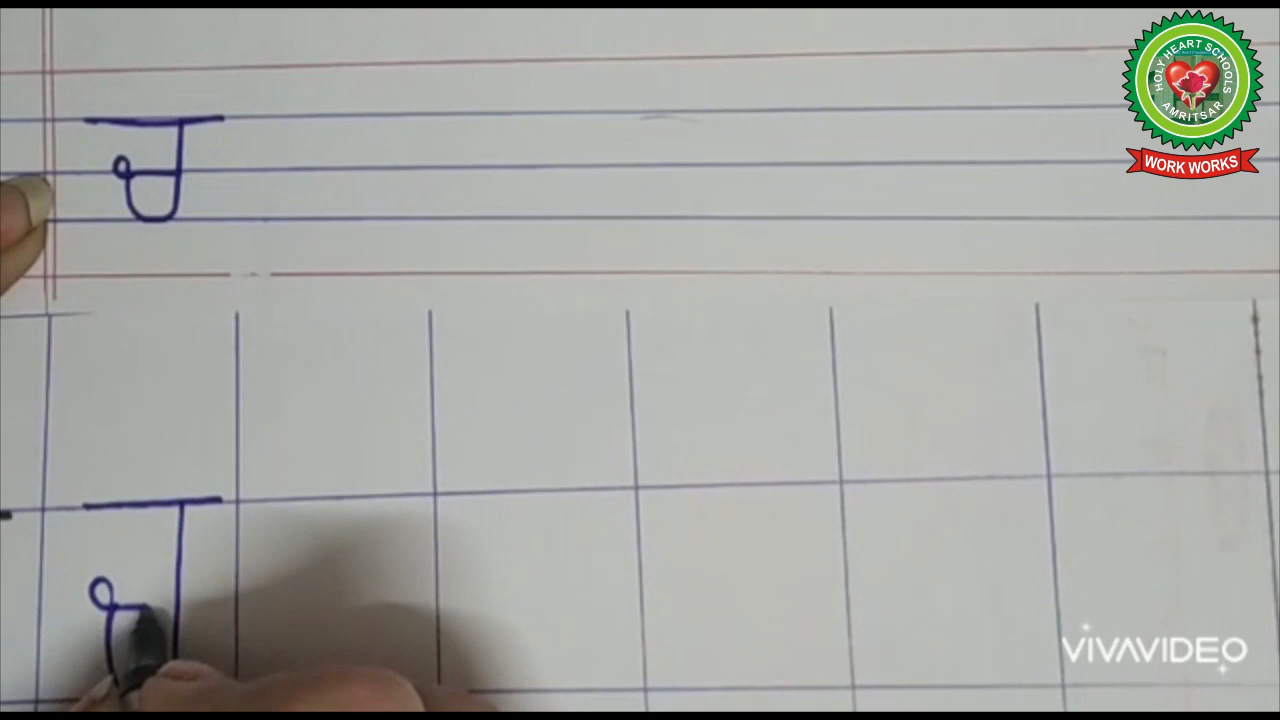 HOLY HEART SCHOOLS
AMRITSAR
WORK WORKS
ਚ
ਚ
VIVAVIDEO